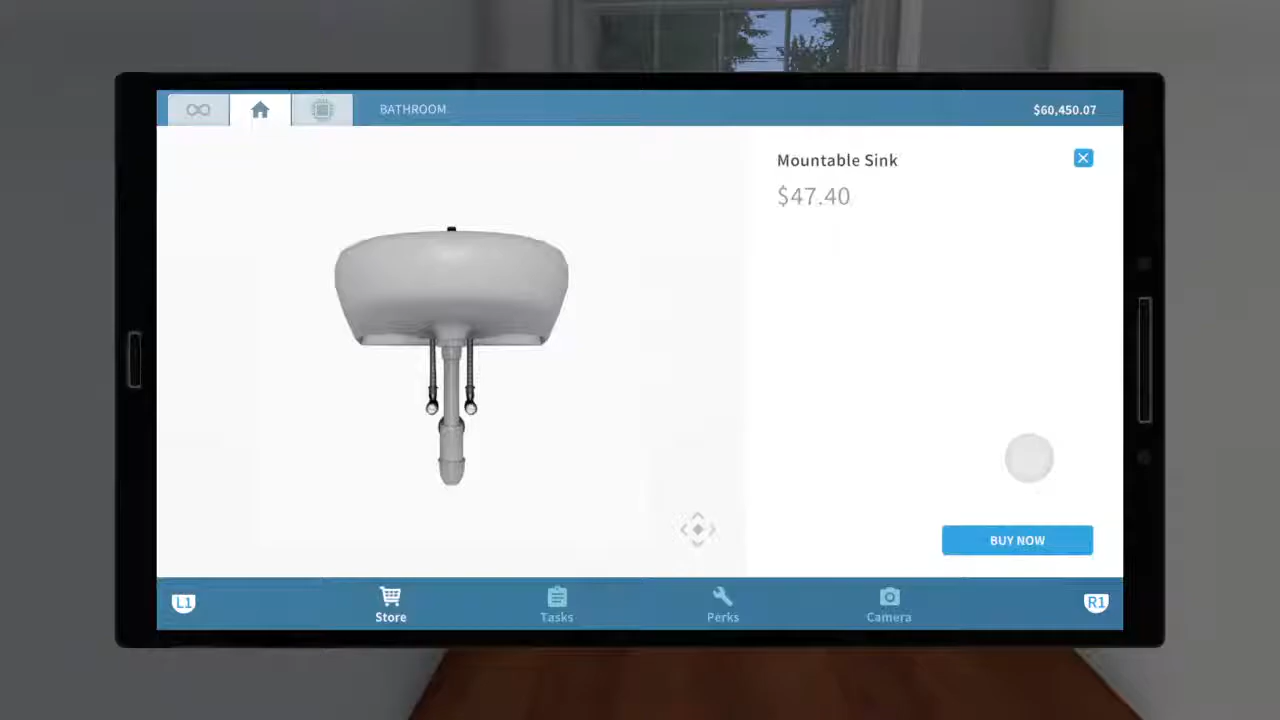 BATHROOM
$60,450.07
Mountable Sink
$47.40
BUY NOW
L1
Store
Tasks
Perks
Camera
R1